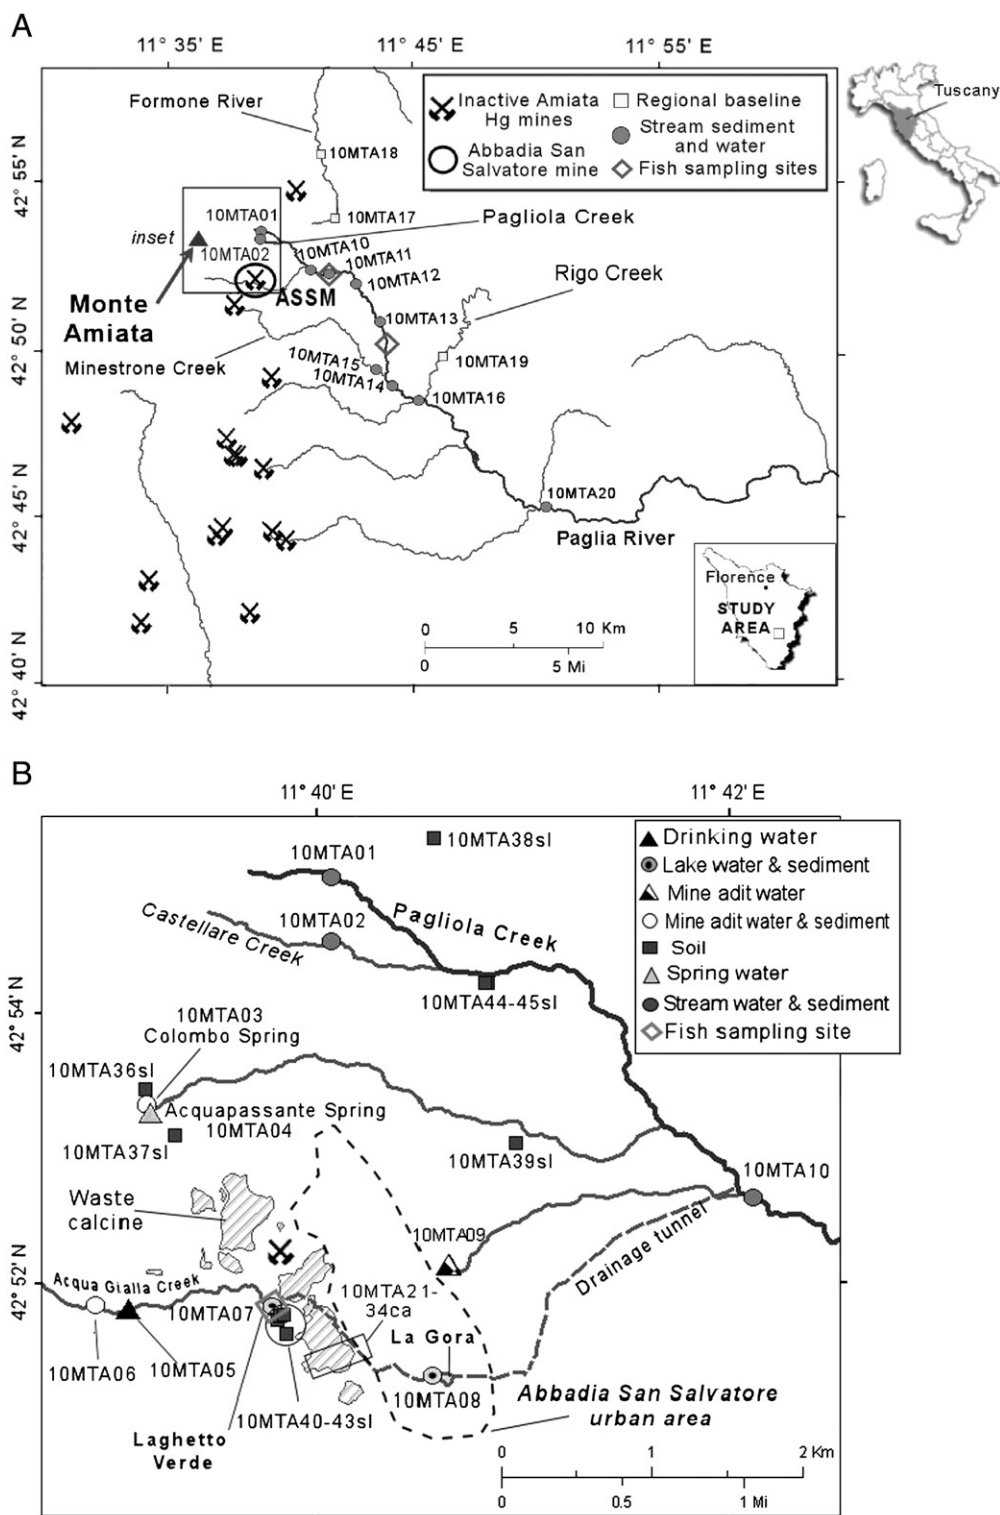 A
11° 35' E
11° 45' E
11° 55' E
Tuscany
Formone River
Inactive Amiata
Hg mines
Abbadia San
Salvatore mine
Regional baseline
Stream sediment
and water
Fish sampling sites
42° 55' N
10MTA18
10MTA01
10MTA17
Pagliola Creek
inset
10MTA02
10MTA10
10MTA11
10MTA12
Rigo Creek
ASSM
Monte
Amiata
10MTA13
42° 50' N
Minestrone Creek
10MTA15
10MTA14
10MTA19
10MTA16
42° 45' N
10MTA20
Paglia River
Florence
STUDY
AREA
0 5 10 Km
0 5 Mi
42° 40' N
B
11° 40' E
11° 42' E
Drinking water
Lake water & sediment
Mine adit water
Mine adit water & sediment
Soil
Spring water
Stream water & sediment
Fish sampling site
10MTA38sl
10MTA01
Castellare Creek
10MTA02
Pagliola Creek
42° 54' N
10MTA44-45sl
10MTA03
Colombo Spring
10MTA36sl
Acquapassante Spring
10MTA04
10MTA37sl
10MTA39sl
10MTA10
Waste
calcine
10MTA09
Drainage tunnel
42° 52' N
Acqua Gialla Creek
10MTA07
10MTA21-
34ca
La Gora
10MTA06
10MTA05
10MTA08
10MTA40-43sl
Abbadia San Salvatore
urban area
Laghetto
Verde
0 1 2 Km
0 0.5 1 Mi